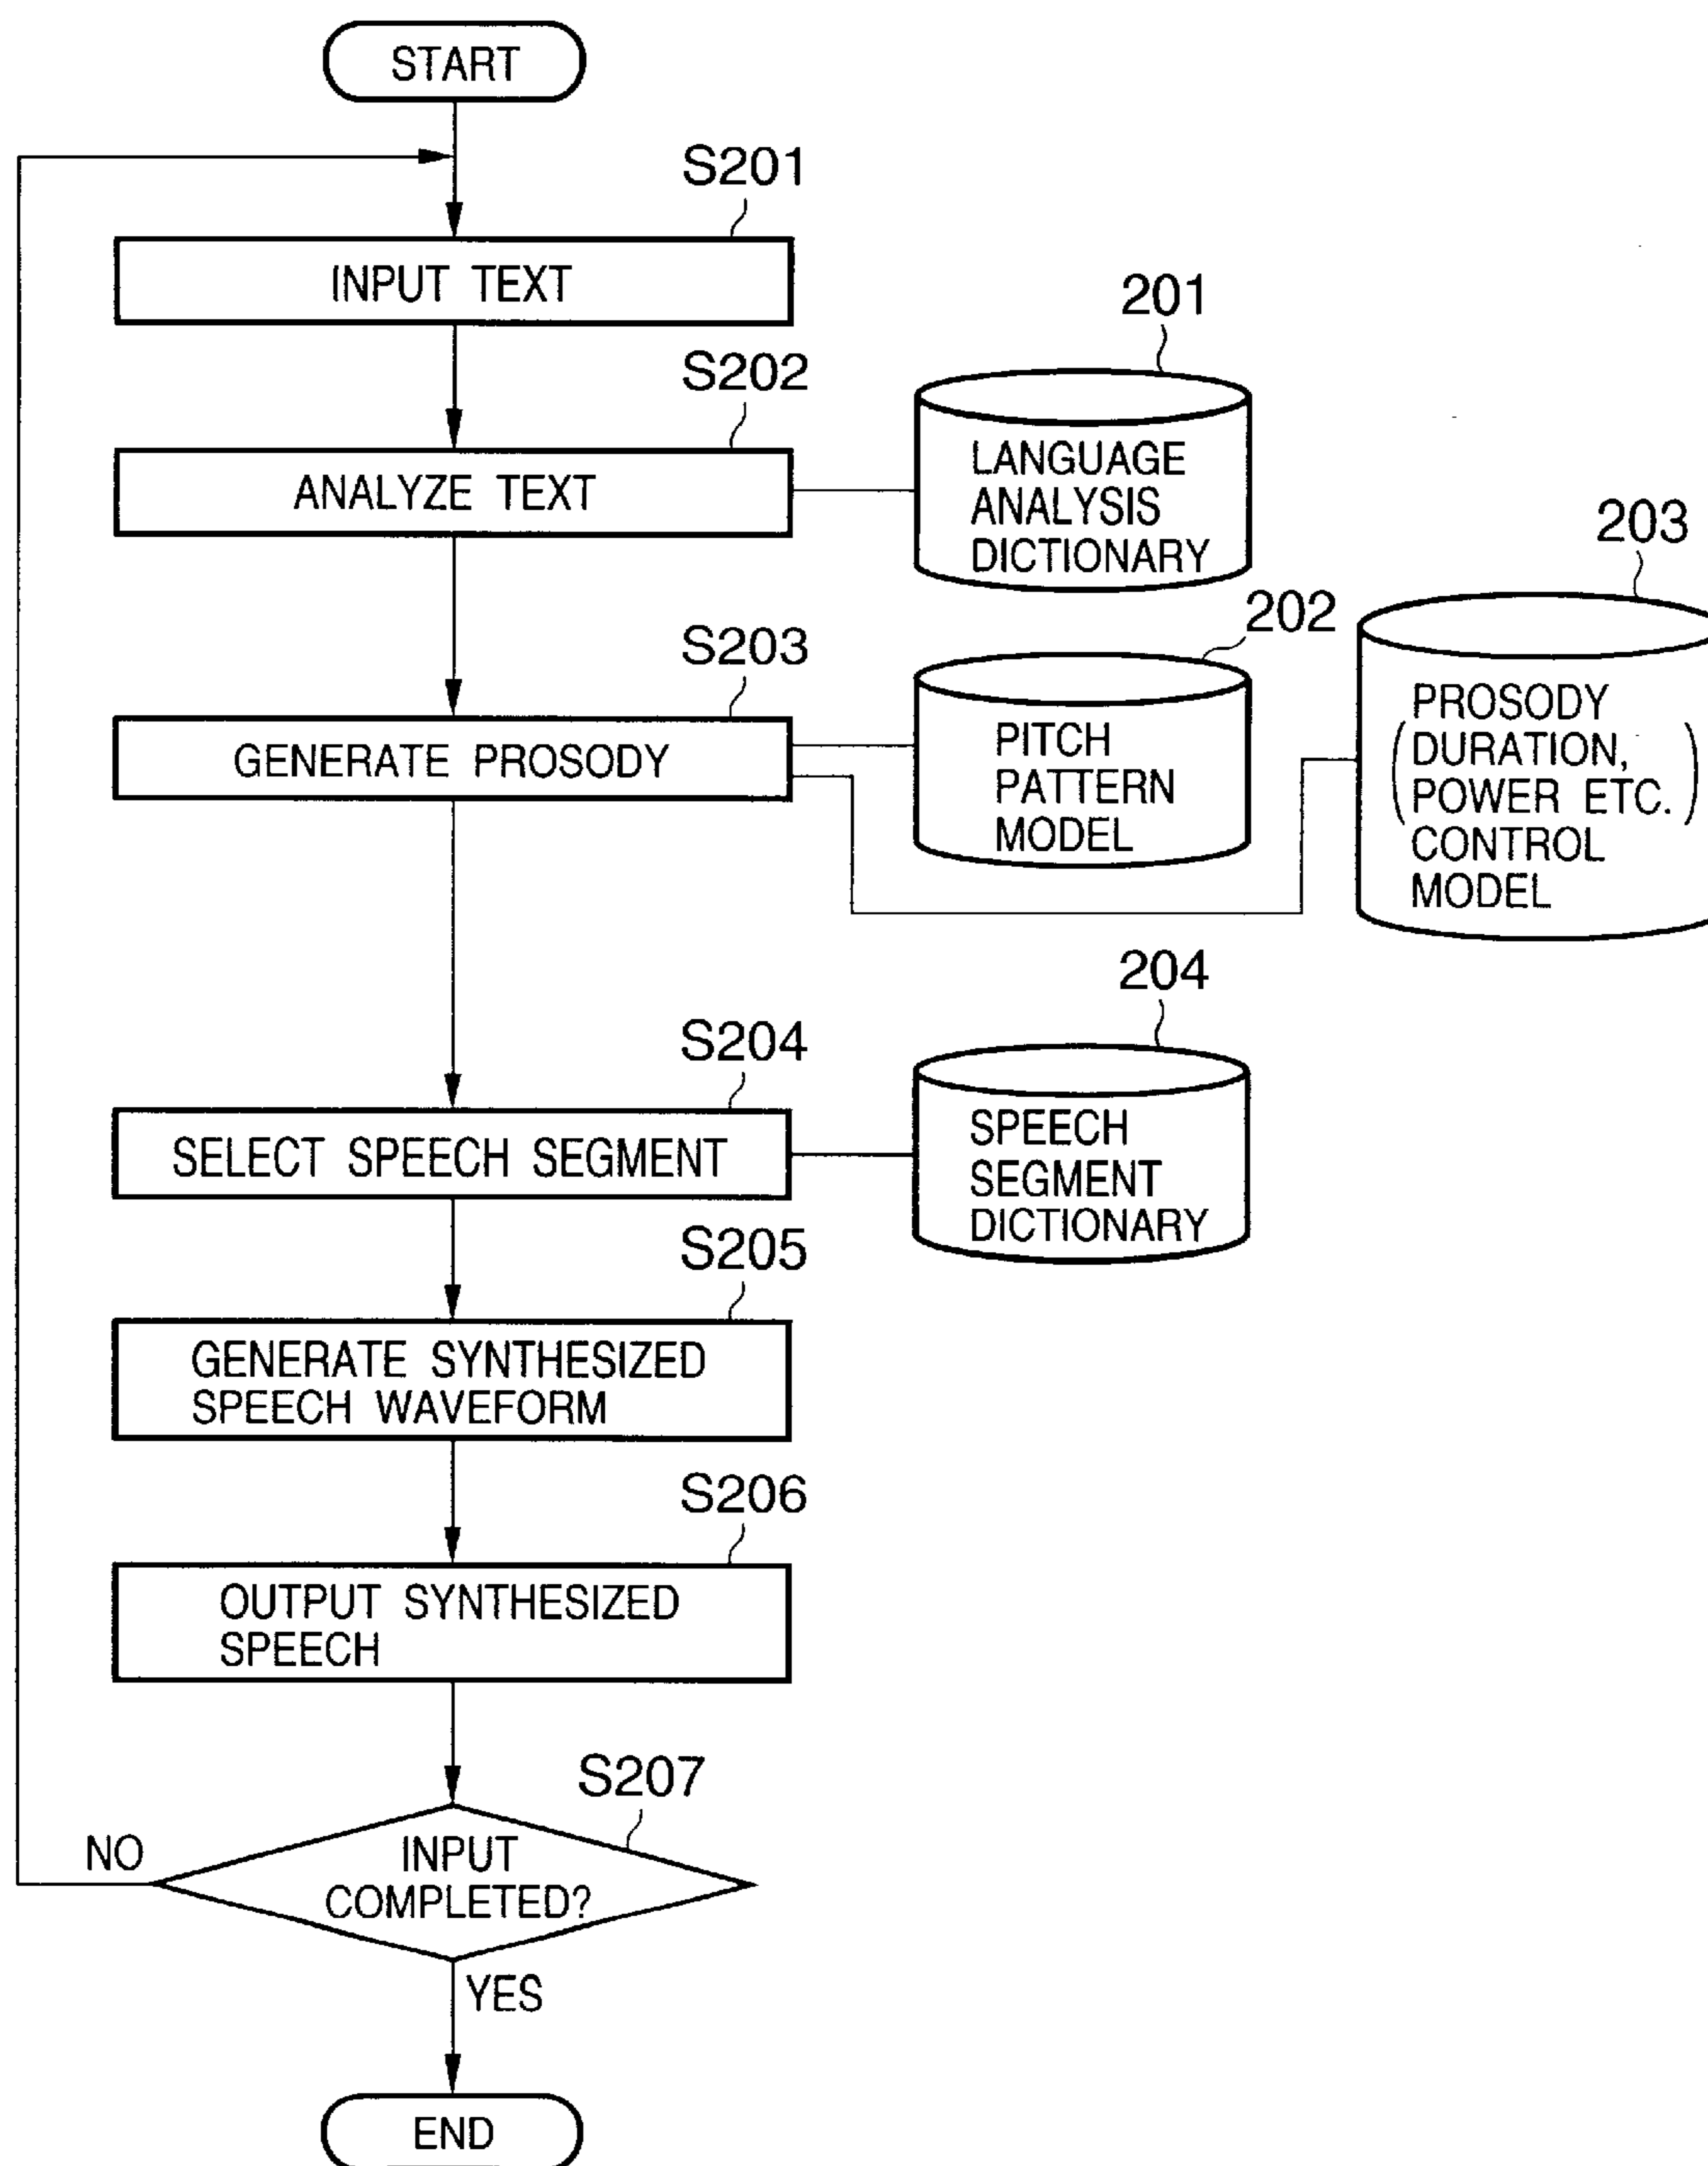 START
S201
INPUT TEXT
S202
ANALYZE TEXT
201
LANGUAGE
ANALYSIS
DICTIONARY
S203
GENERATE PROSODY
202
PITCH
PATTERN
MODEL
203
PROSODY
(DURATION,
POWER ETC.)
CONTROL
MODEL
S204
SELECT SPEECH SEGMENT
204
SPEECH
SEGMENT
DICTIONARY
S205
GENERATE SYNTHESIZED
SPEECH WAVEFORM
S206
OUTPUT SYNTHESIZED
SPEECH
S207
INPUT
COMPLETED?
NO
YES
END